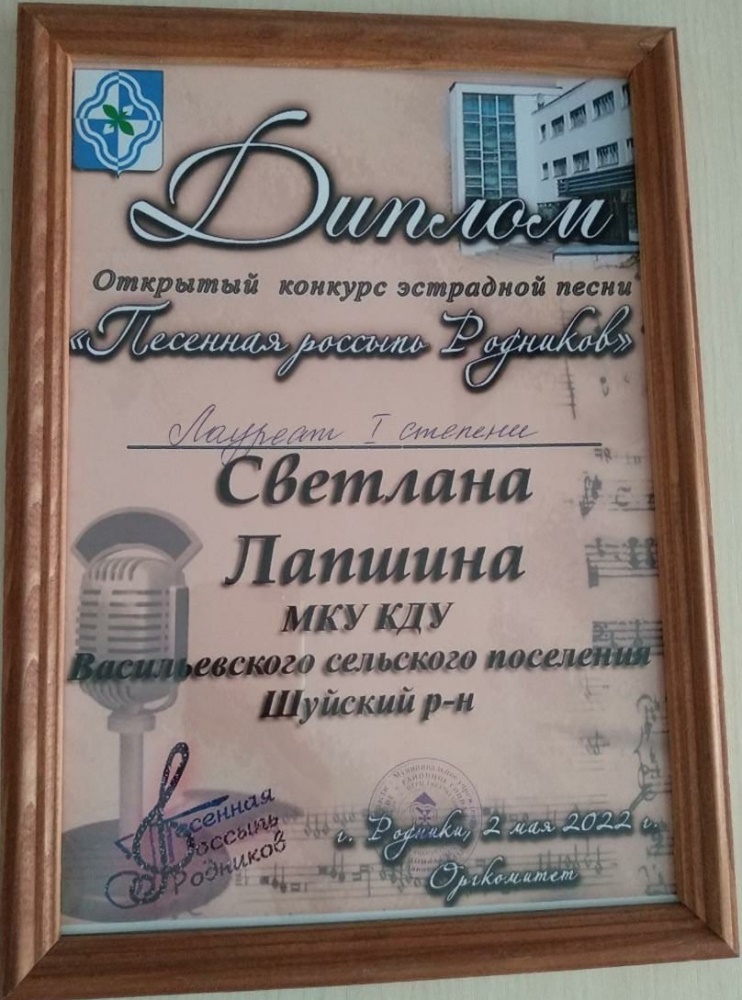 Диплом
Открытый конкурс эстрадной песни
«Песенная россыпь Родников»
Лауреат I степени
Светлана
Лапшина
МКУ КДУ
Васильевского сельского поселения
Шуйский р-н
Песенная
Россыпь
Родников
г. Родники, 2 мая 2022 г.
Оргкомитет